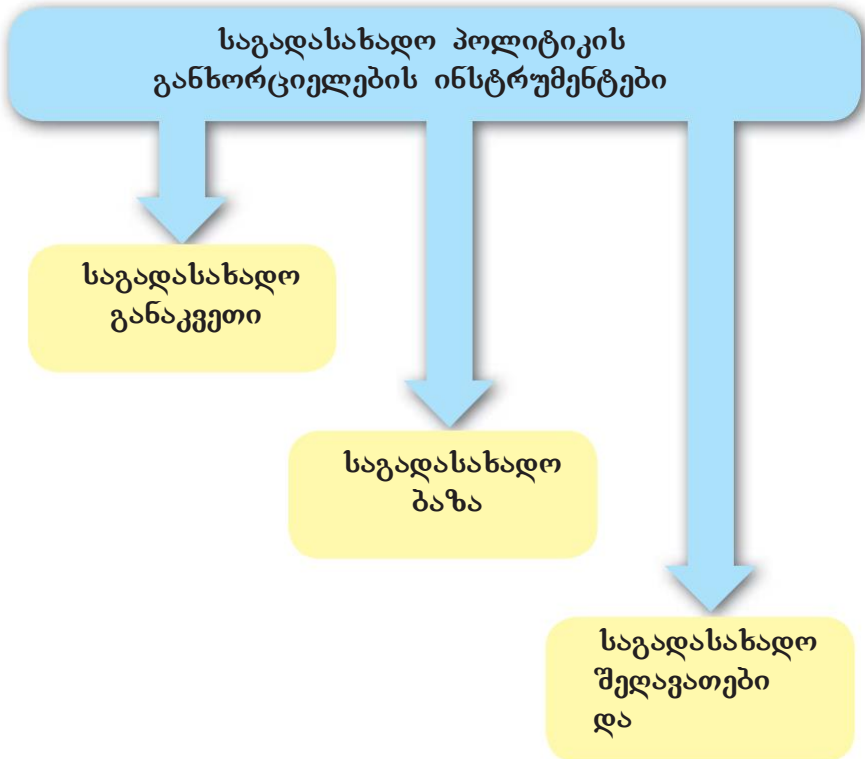 საგადასახადო პოლიტიკის
განხორციელების ინსტრუმენტები
საგადასახადო
განაკვეთი
საგადასახადო
ბაზა
საგადასახადო
შეღავათები
და